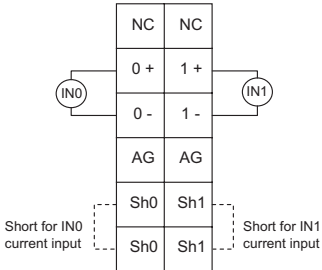 NC NC
0 + 1 +
IN0 IN1
0 - 1 -
AG AG
Sh0 Sh1
Short for IN0 Short for IN1
current input current input
Sh0 Sh1